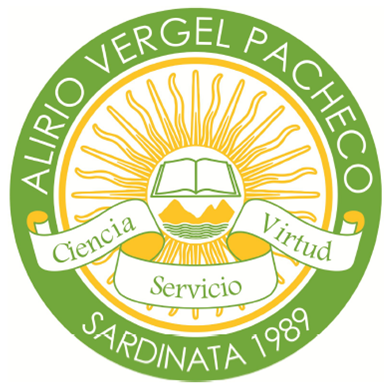 ALIRIO VERGEL PACHECO
Ciencia
Servicio
Virtud
SARDINATA 1989